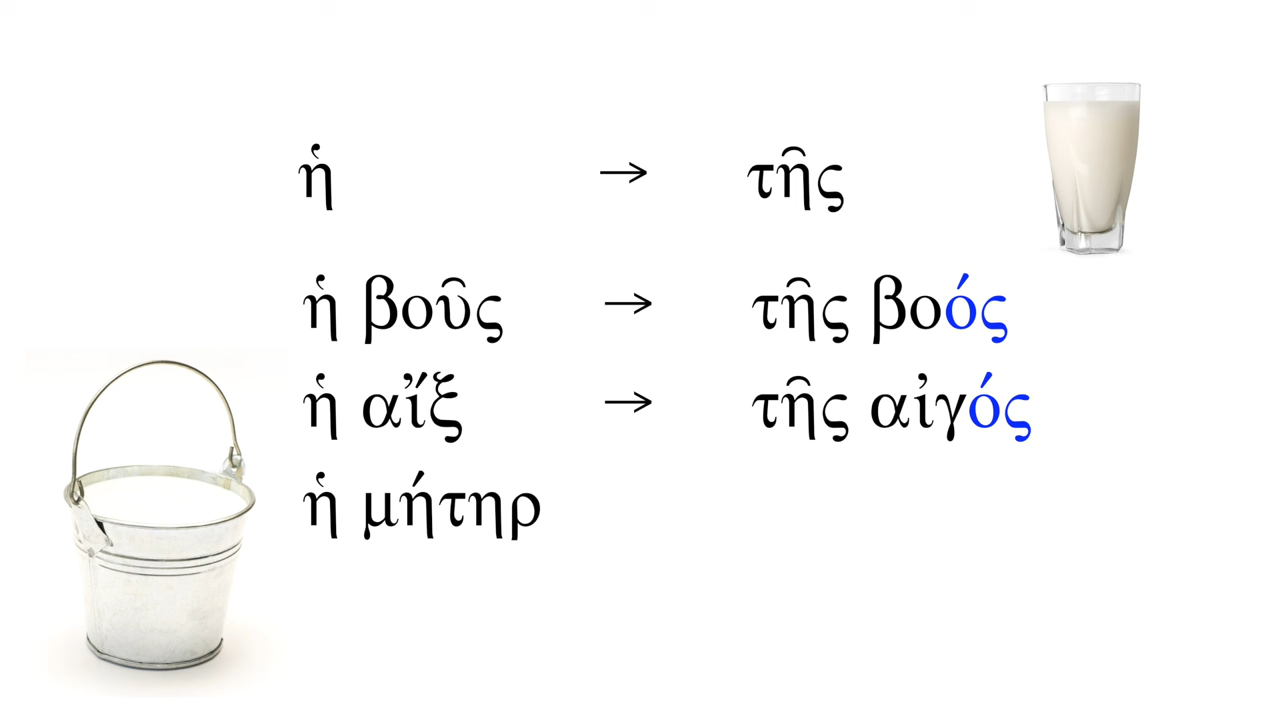 ἡ → τῆς
ἡ βοῦς → τῆς βοός
ἡ αἴξ → τῆς αἰγός
ἡ μήτηρ